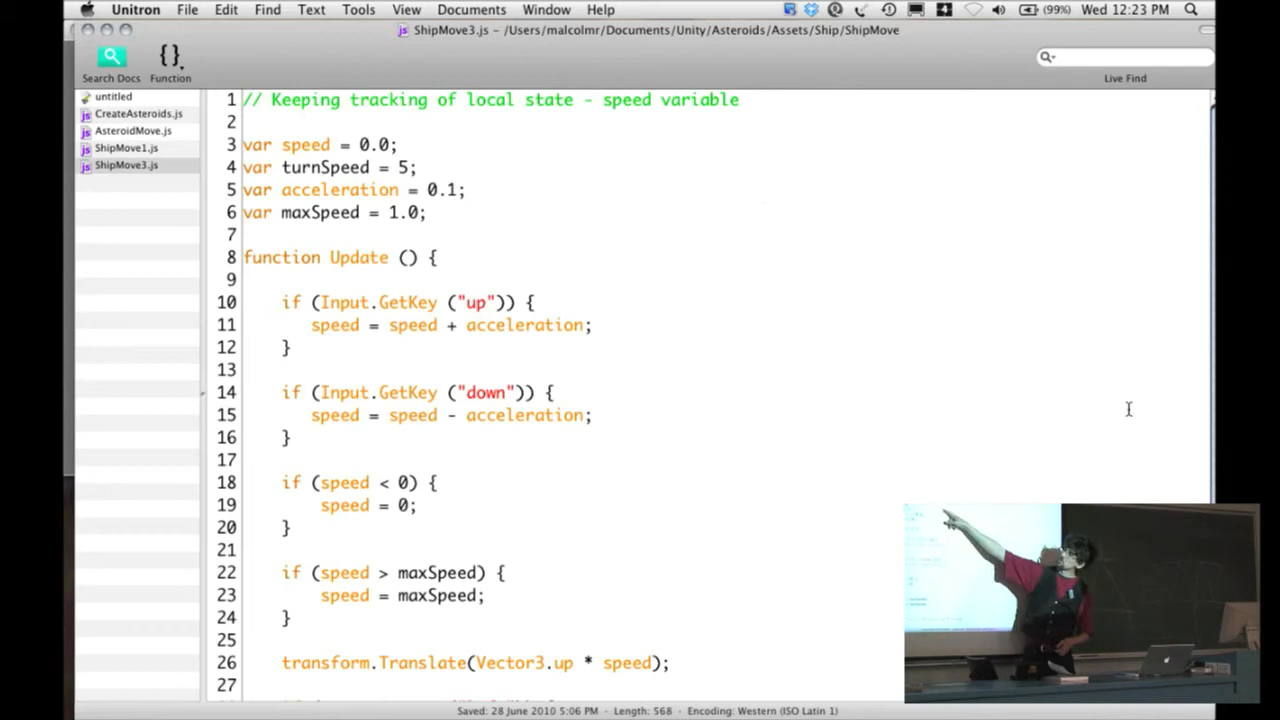 Unitron File Edit Find Text Tools View Documents Window Help (99%) Wed 12:23 PM
ShipMove3.js – /Users/malcolmr/Documents/Unity/Asteroids/Assets/Ship/ShipMove
Search Docs
Function
Live Find
untitled
CreateAsteroids.js
AsteroidMove.js
ShipMove1.js
ShipMove3.js
1 // Keeping tracking of local state - speed variable
2
3 var speed = 0.0;
4 var turnSpeed = 5;
5 var acceleration = 0.1;
6 var maxSpeed = 1.0;
7
8 function Update () {
9
10 if (Input.GetKey ("up")) {
11 speed = speed + acceleration;
12 }
13
14 if (Input.GetKey ("down")) {
15 speed = speed - acceleration;
16 }
17
18 if (speed < 0) {
19 speed = 0;
20 }
21
22 if (speed > maxSpeed) {
23 speed = maxSpeed;
24 }
25
26 transform.Translate(Vector3.up * speed);
27
Saved: 28 June 2010 5:06 PM · Length: 568 · Encoding: Western (ISO Latin 1)